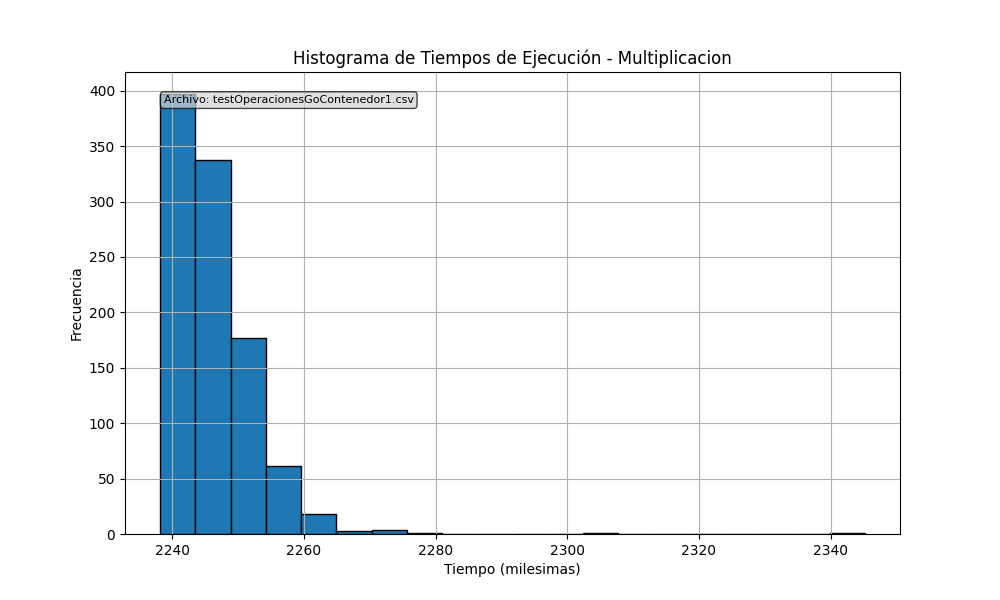 Histograma de Tiempos de Ejecución - Multiplicacion
Archivo: testOperacionesGoContenedor1.csv
400
350
300
250
200
150
100
50
0
Frecuencia
2240 2260 2280 2300 2320 2340
Tiempo (milesimas)